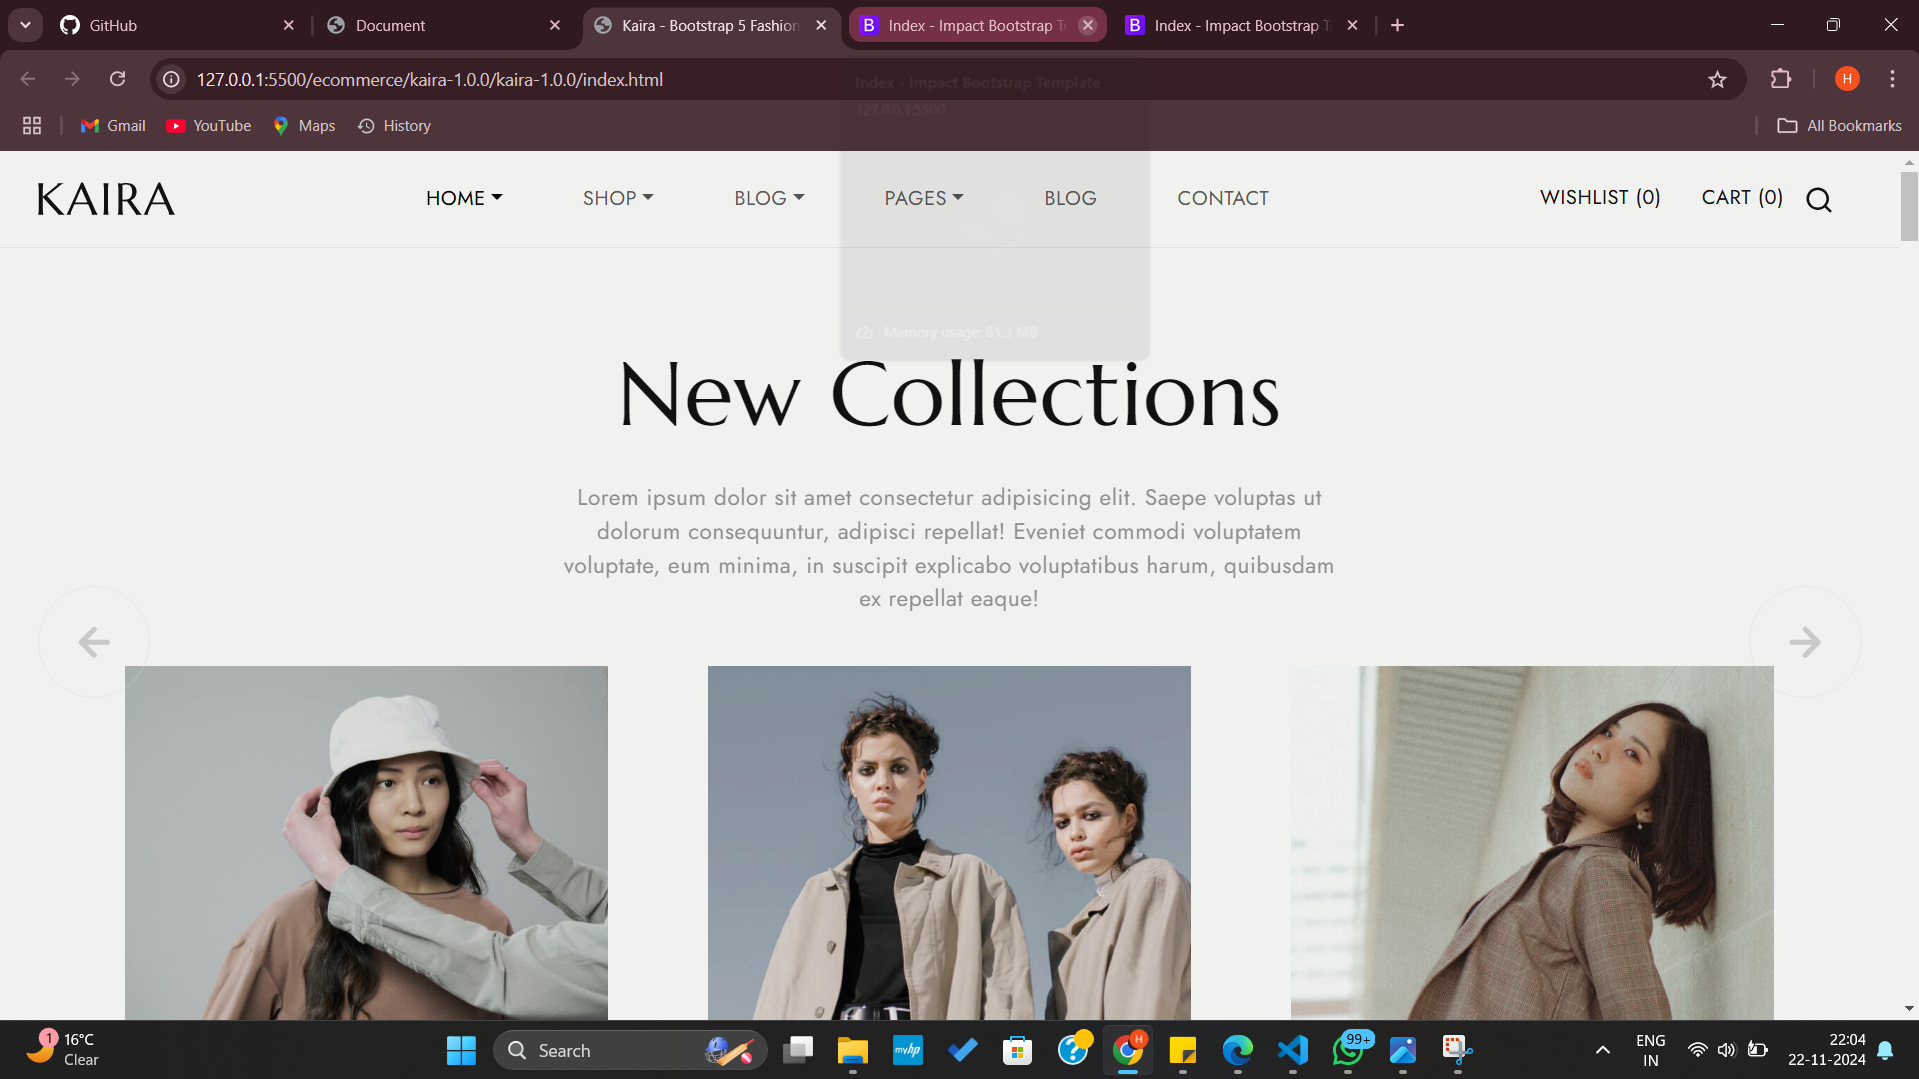 GitHub
Document
Kaira - Bootstrap 5 Fashion
Index - Impact Bootstrap T
Index - Impact Bootstrap T
127.0.0.1:5500/ecommerce/kaira-1.0.0/kaira-1.0.0/index.html
Index - Impact Bootstrap Template
127.0.0.1:5500
H
Gmail
YouTube
Maps
History
All Bookmarks
KAIRA
HOME
SHOP
BLOG
PAGES
BLOG
CONTACT
WISHLIST (0)
CART (0)
Memory usage: 81.3 MB
New Collections
Lorem ipsum dolor sit amet consectetur adipisicing elit. Saepe voluptas ut
dolorum consequuntur, adipisci repellat! Eveniet commodi voluptatem
voluptate, eum minima, in suscipit explicabo voluptatibus harum, quibusdam
ex repellat eaque!
1
16°C
Clear
Search
myhp
H
99+
ENG
IN
22:04
22-11-2024